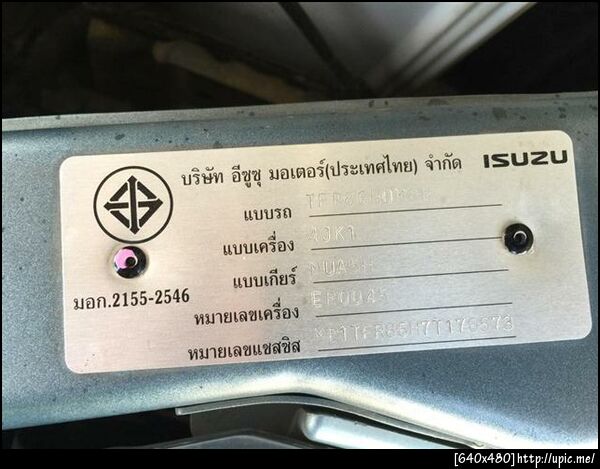 บริษัท อีซูซุ มอเตอร์(ประเทศไทย) จำกัด ISUZU
แบบรถ
แบบเครื่อง 4JK1
แบบเกียร์
หมายเลขเครื่อง
หมายเลขแชสซิส
มอก.2155-2546
[640x480]http://upic.me/